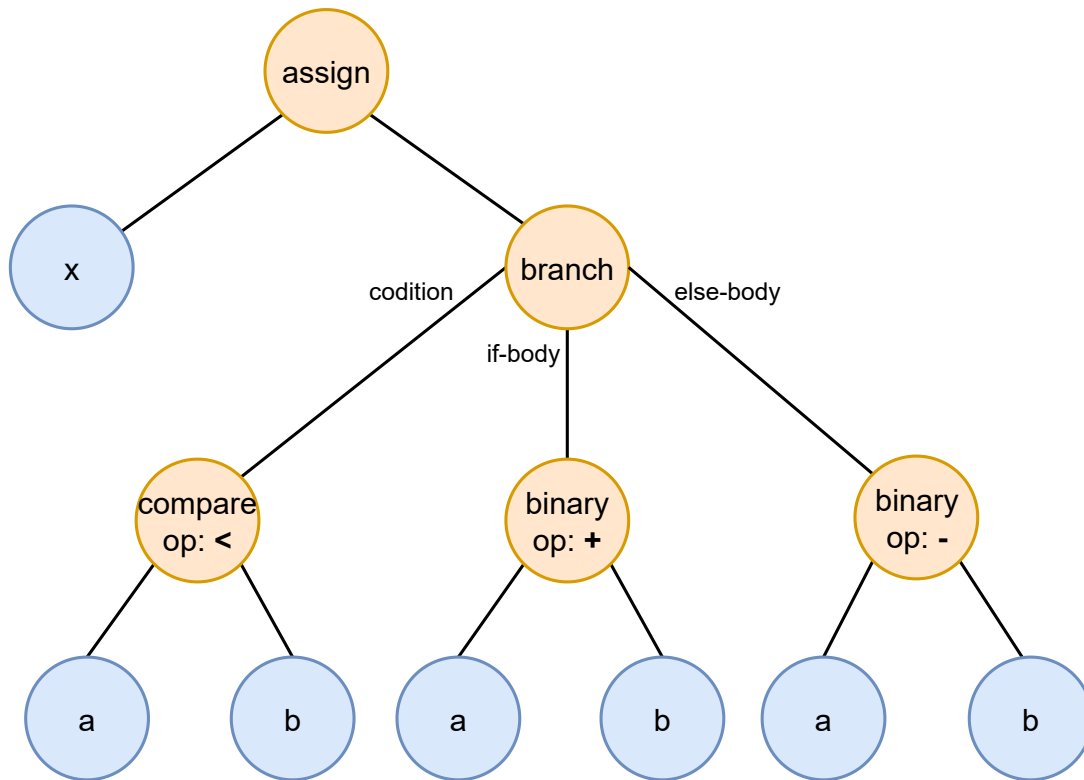 assign
x
branch
codition
if-body
else-body
compare
op: <
binary
op: +
binary
op: -
a
b
a
b
a
b